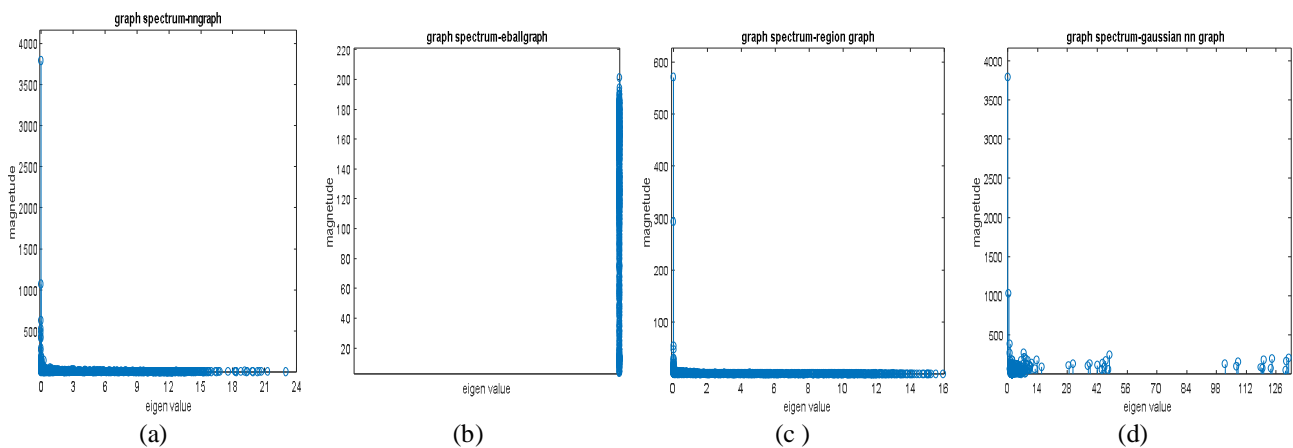 graph spectrum-nngraph
4000
3500
3000
2500
2000
1500
1000
500
magnetude
0 3 6 9 12 15 18 21 24
eigen value
(a)
graph spectrum-eballgraph
220
200
180
160
140
120
100
80
60
40
20
magnetude
eigen value
(b)
graph spectrum-region graph
600
500
400
300
200
100
magnetude
0 2 4 6 8 10 12 14 16
eigen value
(c )
graph spectrum-gaussian nn graph
4000
3500
3000
2500
2000
1500
1000
500
magnetude
0 14 28 42 56 70 84 98 112 126
eigen value
(d)